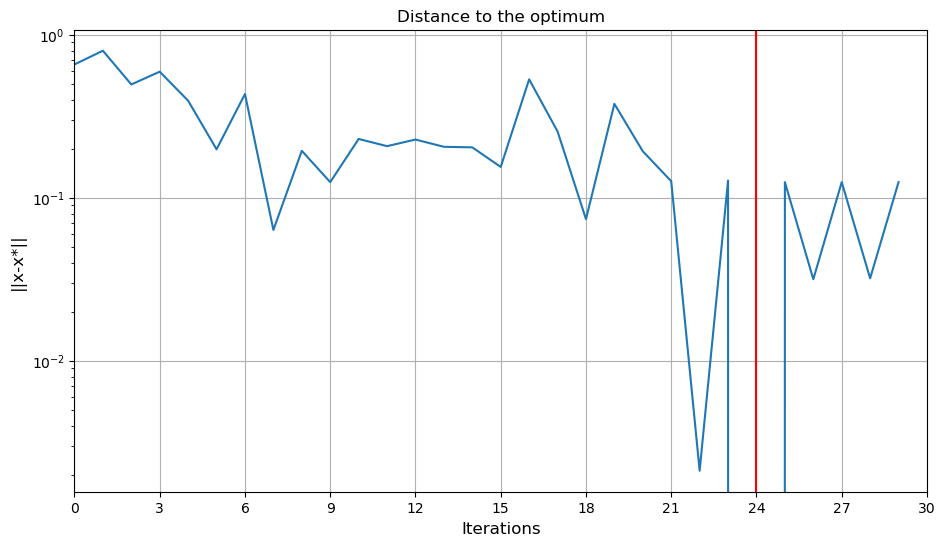 Distance to the optimum
10⁰
10⁻¹
10⁻²
||x-x*||
0 3 6 9 12 15 18 21 24 27 30
Iterations